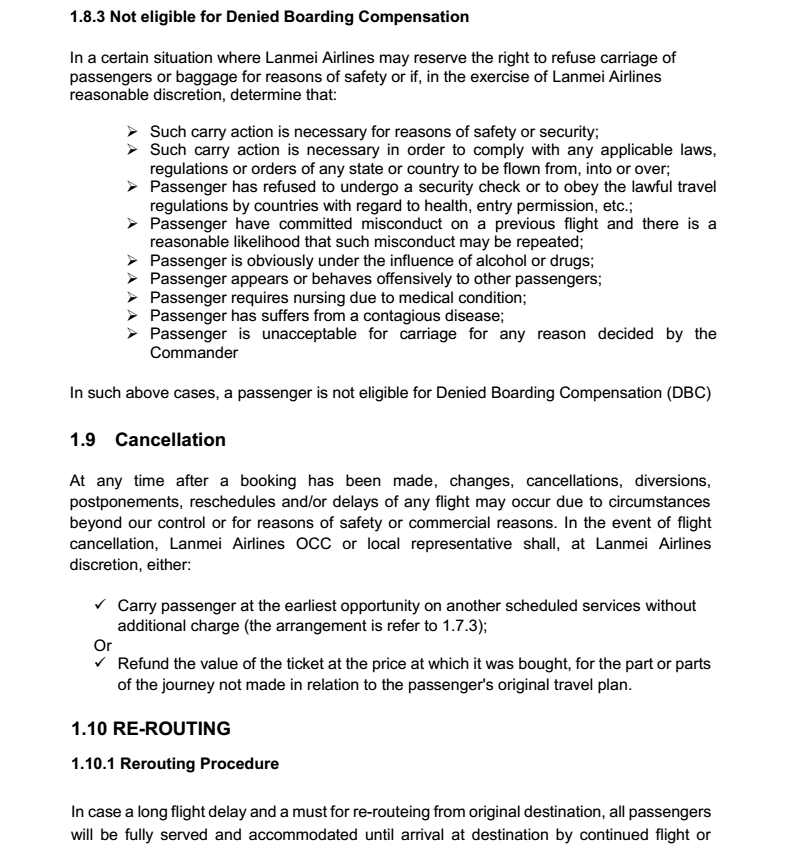 1.8.3 Not eligible for Denied Boarding Compensation
In a certain situation where Lanmei Airlines may reserve the right to refuse carriage of
passengers or baggage for reasons of safety or if, in the exercise of Lanmei Airlines
reasonable discretion, determine that:
➢ Such carry action is necessary for reasons of safety or security;
➢ Such carry action is necessary in order to comply with any applicable laws,
regulations or orders of any state or country to be flown from, into or over;
➢ Passenger has refused to undergo a security check or to obey the lawful travel
regulations by countries with regard to health, entry permission, etc.;
➢ Passenger have committed misconduct on a previous flight and there is a
reasonable likelihood that such misconduct may be repeated;
➢ Passenger is obviously under the influence of alcohol or drugs;
➢ Passenger appears or behaves offensively to other passengers;
➢ Passenger requires nursing due to medical condition;
➢ Passenger has suffers from a contagious disease;
➢ Passenger is unacceptable for carriage for any reason decided by the
Commander
In such above cases, a passenger is not eligible for Denied Boarding Compensation (DBC)
1.9 Cancellation
At any time after a booking has been made, changes, cancellations, diversions,
postponements, reschedules and/or delays of any flight may occur due to circumstances
beyond our control or for reasons of safety or commercial reasons. In the event of flight
cancellation, Lanmei Airlines OCC or local representative shall, at Lanmei Airlines
discretion, either:
✓ Carry passenger at the earliest opportunity on another scheduled services without
additional charge (the arrangement is refer to 1.7.3);
Or
✓ Refund the value of the ticket at the price at which it was bought, for the part or parts
of the journey not made in relation to the passenger's original travel plan.
1.10 RE-ROUTING
1.10.1 Rerouting Procedure
In case a long flight delay and a must for re-routeing from original destination, all passengers
will be fully served and accommodated until arrival at destination by continued flight or